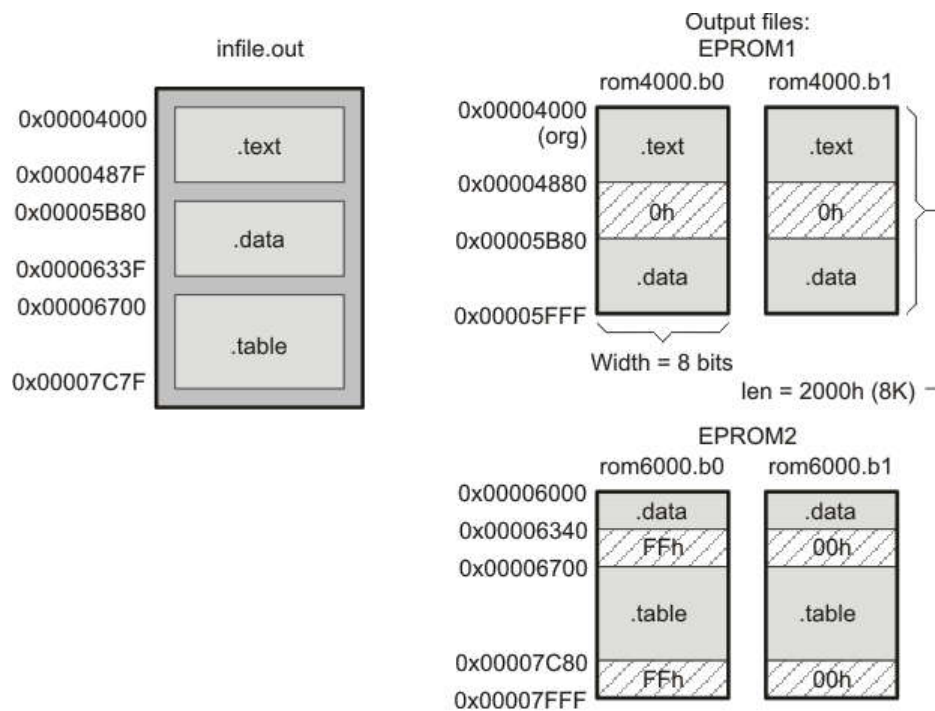 infile.out
0x00004000
.text
0x0000487F
0x00005B80
.data
0x0000633F
0x00006700
.table
0x00007C7F
Output files:
EPROM1
rom4000.b0 rom4000.b1
0x00004000
(org)
.text .text
0x00004880
0h 0h
0x00005B80
.data .data
0x00005FFF
Width = 8 bits
len = 2000h (8K)
EPROM2
rom6000.b0 rom6000.b1
0x00006000
.data .data
0x00006340
FFh 00h
0x00006700
.table .table
0x00007C80
FFh 00h
0x00007FFF